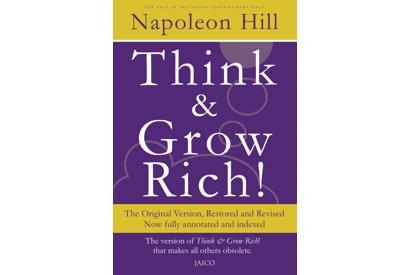 FOR SALE IN THE INDIAN SUBCONTINENT ONLY
Napoleon Hill
Think
&
Grow
Rich!
The Original Version, Restored and Revised
Now fully annotated and indexed
The version of Think & Grow Rich!
that makes all others obsolete.
JAICO